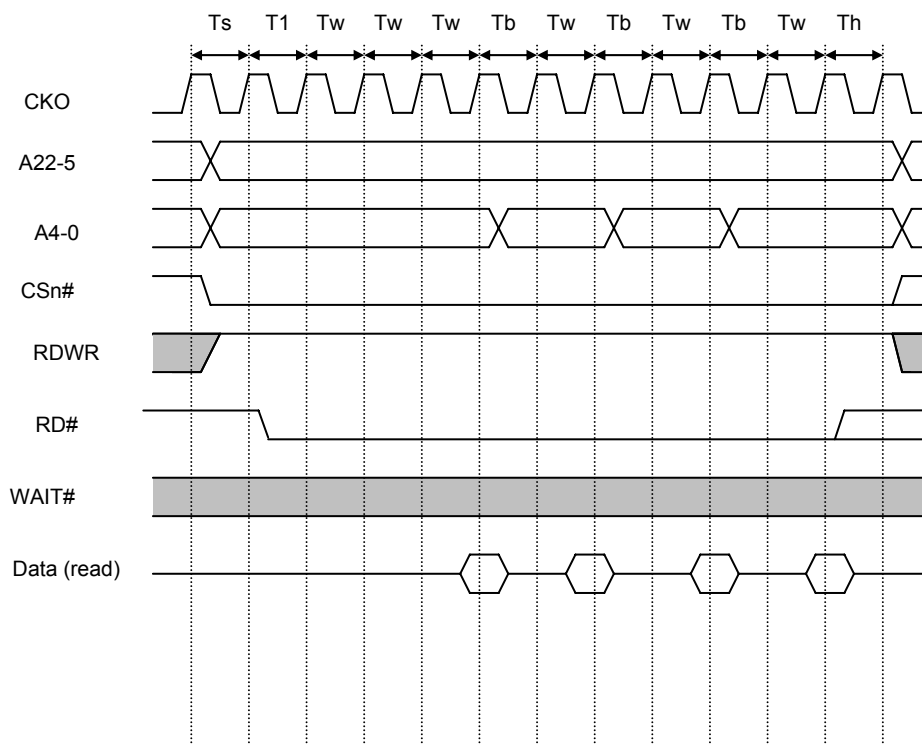 Ts T1 Tw Tw Tw Tb Tw Tb Tw Tb Tw Th
CKO
A22-5
A4-0
CSn#
RDWR
RD#
WAIT#
Data (read)